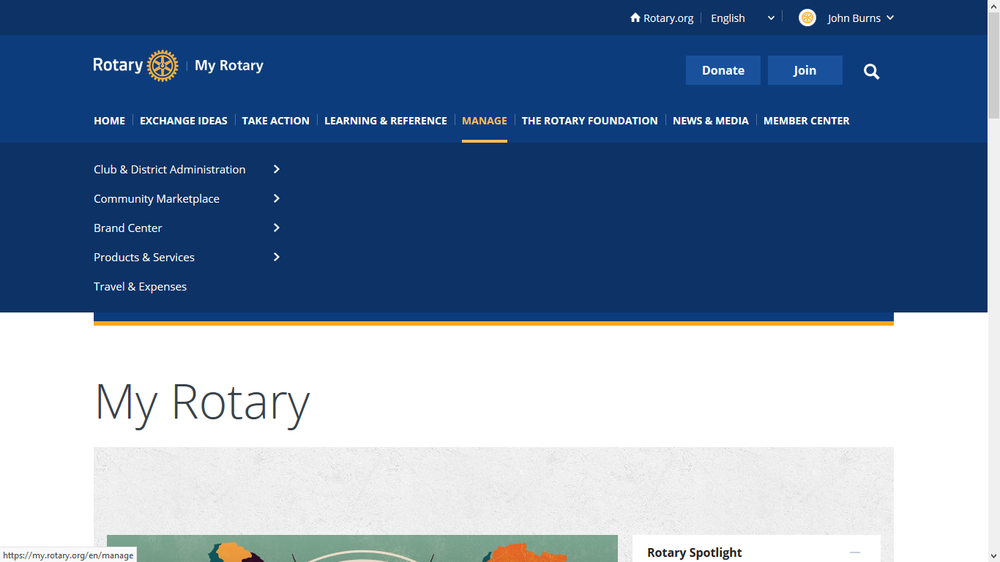 Rotary.org English John Burns
Rotary My Rotary
Donate Join
HOME EXCHANGE IDEAS TAKE ACTION LEARNING & REFERENCE MANAGE THE ROTARY FOUNDATION NEWS & MEDIA MEMBER CENTER
Club & District Administration
Community Marketplace
Brand Center
Products & Services
Travel & Expenses
My Rotary
Rotary Spotlight
https://my.rotary.org/en/manage